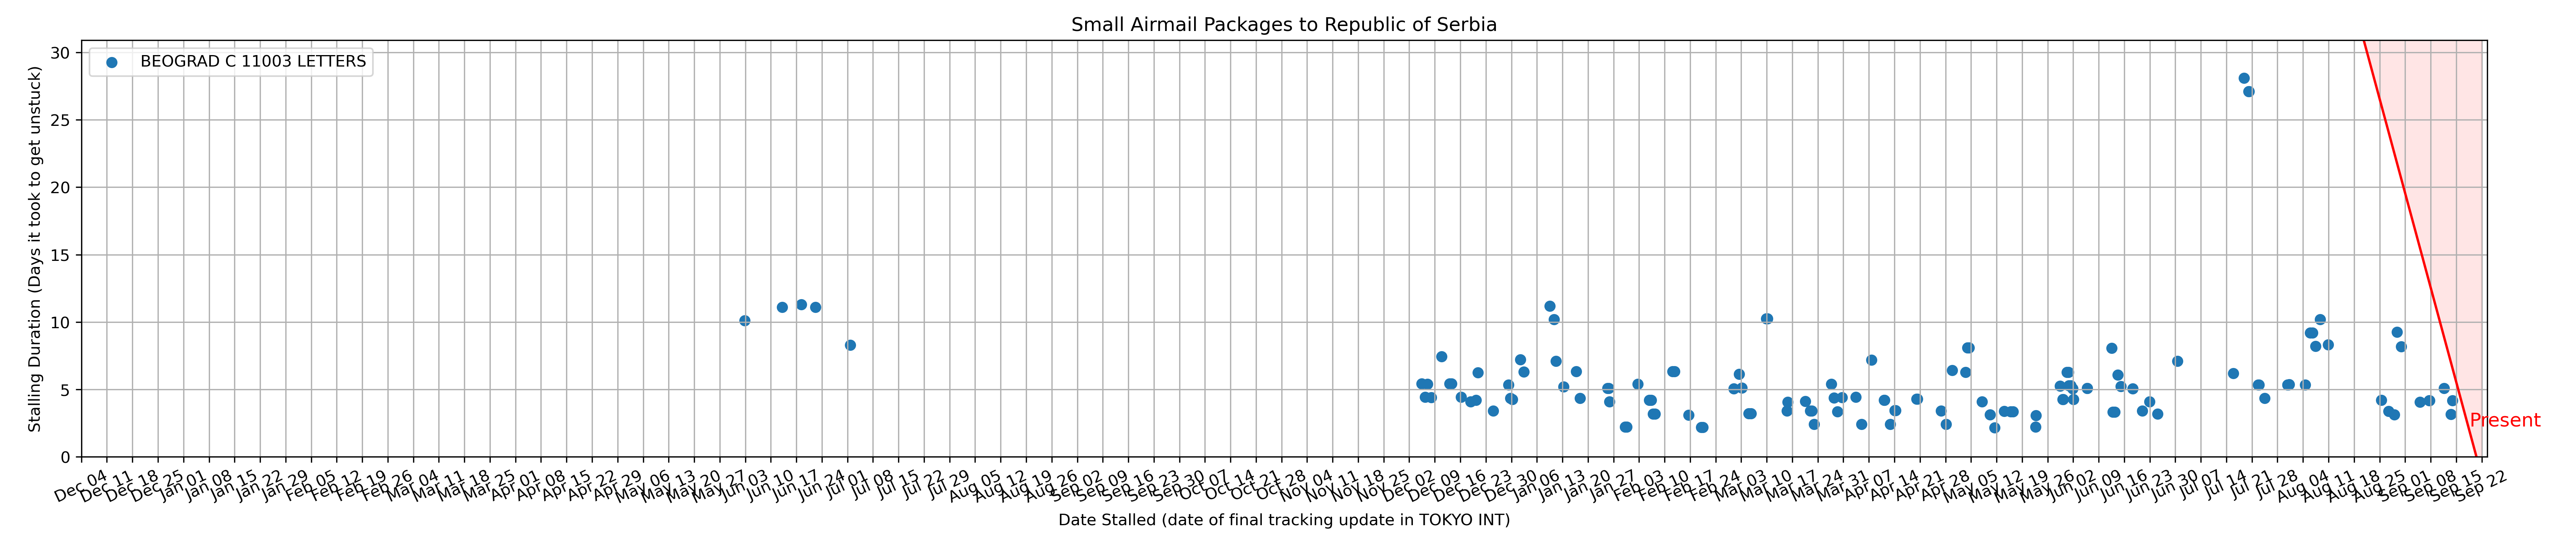 Small Airmail Packages to Republic of Serbia
BEOGRAD C 11003 LETTERS
Stalling Duration (Days it took to get unstuck)
30
25
20
15
10
5
0
Present
Dec 04 Dec 11 Dec 18 Dec 25 Jan 01 Jan 08 Jan 15 Jan 22 Jan 29 Feb 05 Feb 12 Feb 19 Feb 26 Mar 04 Mar 11 Mar 18 Mar 25 Apr 01 Apr 08 Apr 15 Apr 22 Apr 29 May 06 May 13 May 20 May 27 Jun 03 Jun 10 Jun 17 Jun 24 Jul 01 Jul 08 Jul 15 Jul 22 Jul 29 Aug 05 Aug 12 Aug 19 Aug 26 Sep 02 Sep 09 Sep 16 Sep 23 Sep 30 Oct 07 Oct 14 Oct 21 Oct 28 Nov 04 Nov 11 Nov 18 Nov 25 Dec 02 Dec 09 Dec 16 Dec 23 Dec 30 Jan 06 Jan 13 Jan 20 Jan 27 Feb 03 Feb 10 Feb 17 Feb 24 Mar 03 Mar 10 Mar 17 Mar 24 Mar 31 Apr 07 Apr 14 Apr 21 Apr 28 May 05 May 12 May 19 May 26 Jun 02 Jun 09 Jun 16 Jun 23 Jun 30 Jul 07 Jul 14 Jul 21 Jul 28 Aug 04 Aug 11 Aug 18 Aug 25 Sep 01 Sep 08 Sep 15 Sep 22
Date Stalled (date of final tracking update in TOKYO INT)